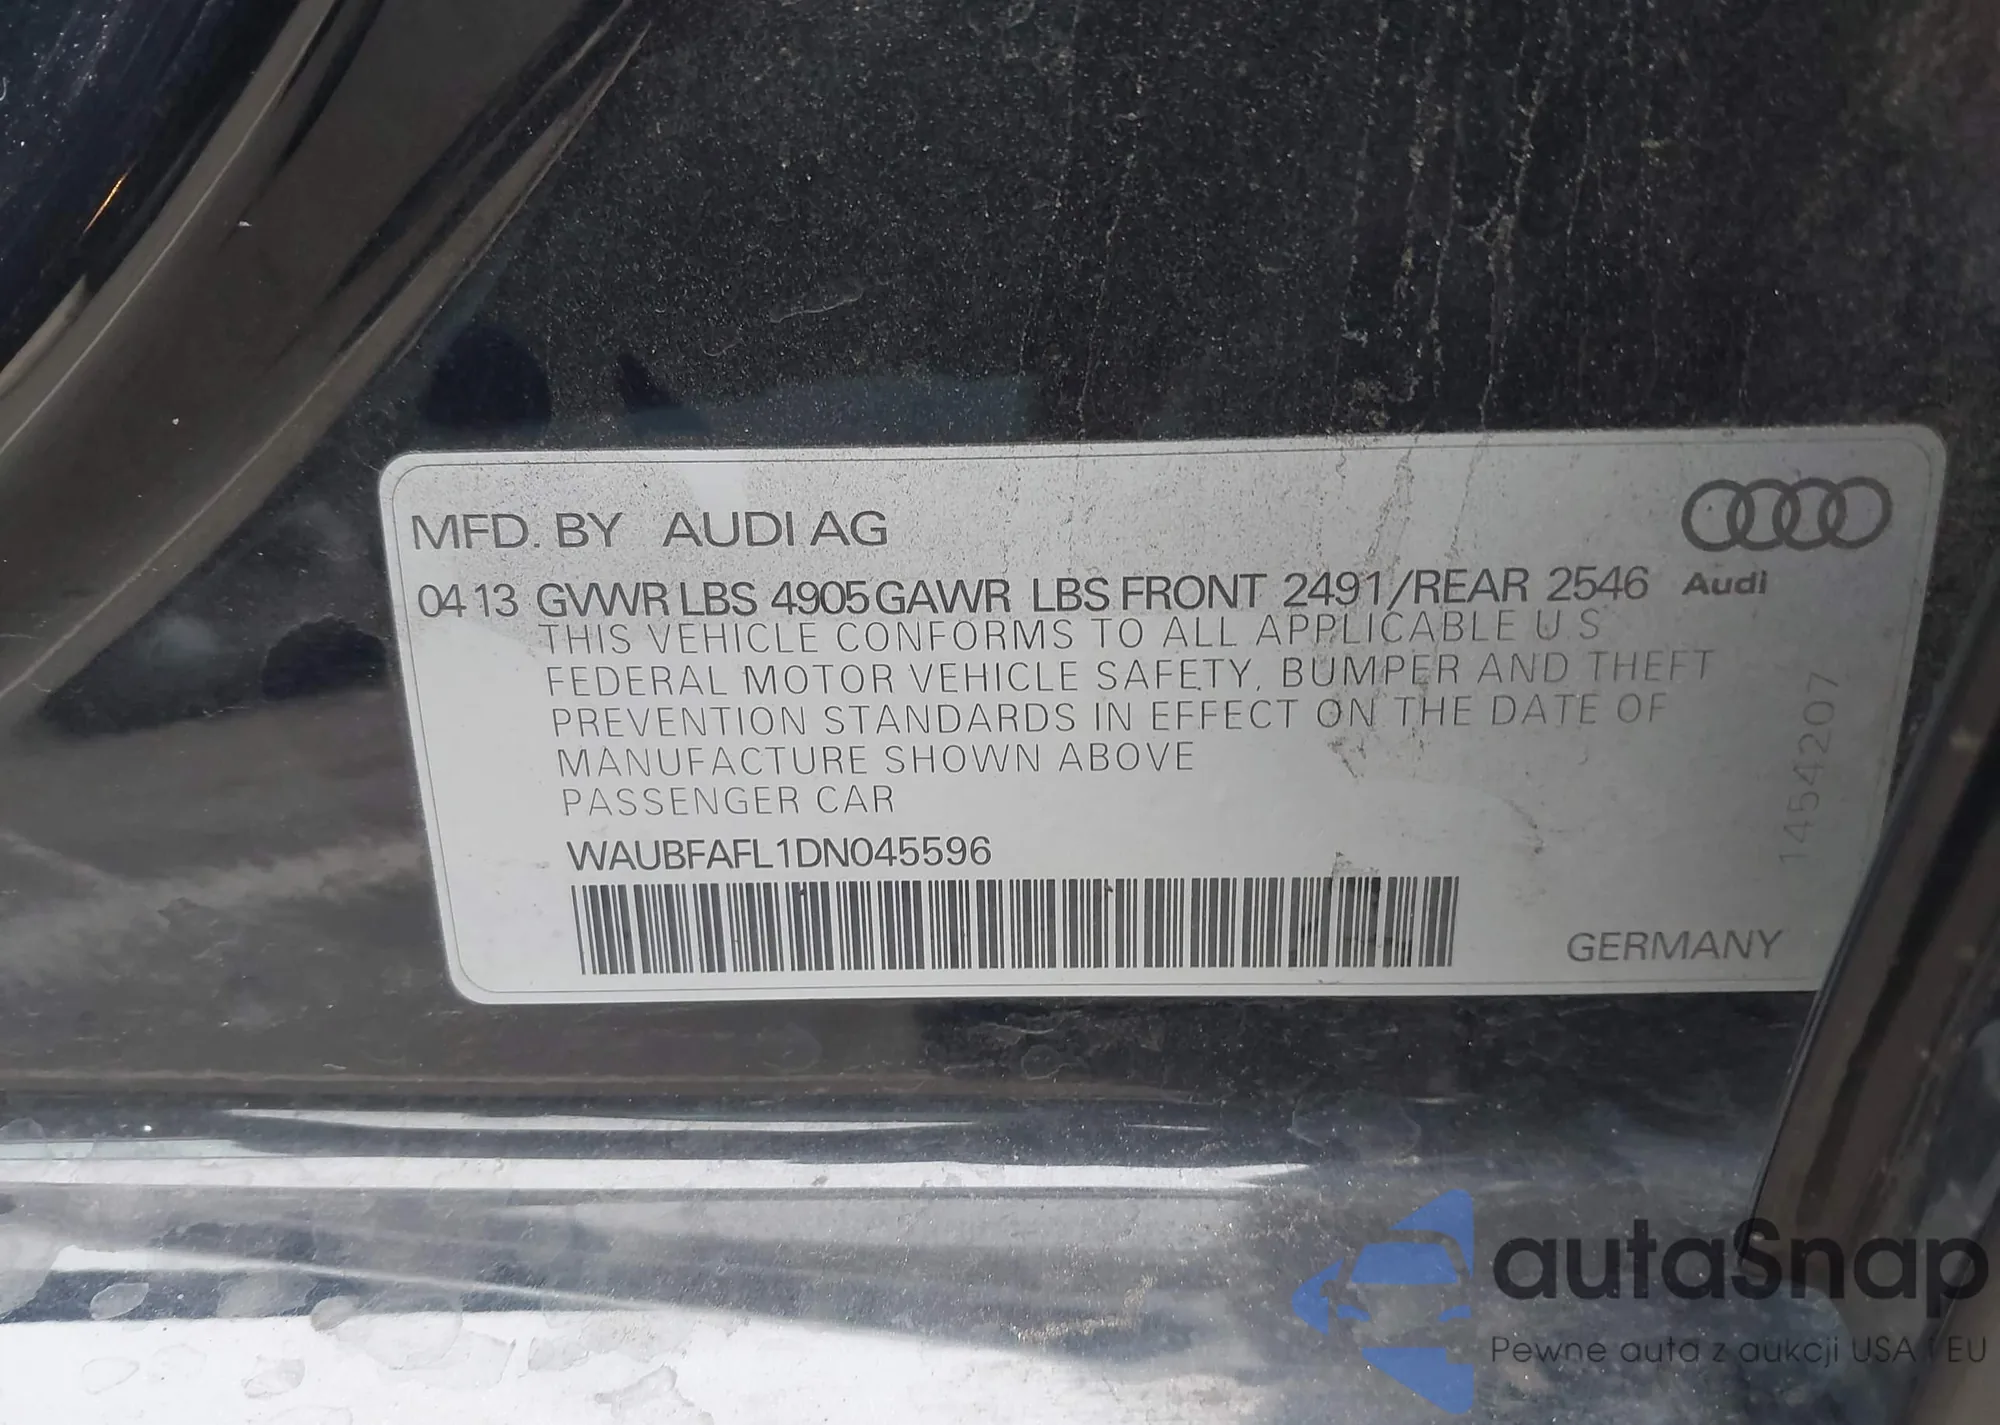 MFD. BY AUDI AG
04 13 GVWR LBS 4905 GAWR LBS FRONT 2491/REAR 2546
Audi
THIS VEHICLE CONFORMS TO ALL APPLICABLE U S
FEDERAL MOTOR VEHICLE SAFETY, BUMPER AND THEFT
PREVENTION STANDARDS IN EFFECT ON THE DATE OF
MANUFACTURE SHOWN ABOVE
PASSENGER CAR
WAUBFAFL1DN045596
GERMANY
1454207
autaSnap
Pewne auta z aukcji USA i EU